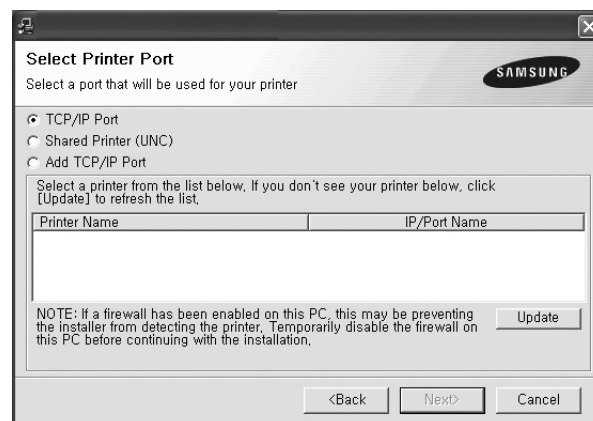 Select Printer Port
Select a port that will be used for your printer
SAMSUNG
TCP/IP Port
Shared Printer (UNC)
Add TCP/IP Port
Select a printer from the list below, If you don't see your printer below, click
[Update] to refresh the list,
Printer Name IP/Port Name
NOTE: If a firewall has been enabled on this PC, this may be preventing
the installer from detecting the printer, Temporarily disable the firewall on
this PC before continuing with the installation,
Update
<Back Next> Cancel